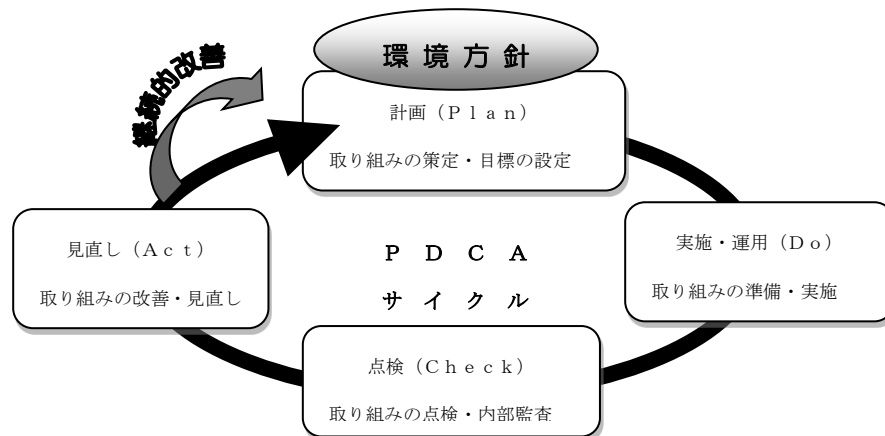 環境方針
継続的改善
計画（Ｐｌａｎ）
取り組みの策定・目標の設定
見直し（Ａｃｔ）
取り組みの改善・見直し
ＰＤＣＡ
サイクル
実施・運用（Ｄｏ）
取り組みの準備・実施
点検（Ｃｈｅｃｋ）
取り組みの点検・内部監査